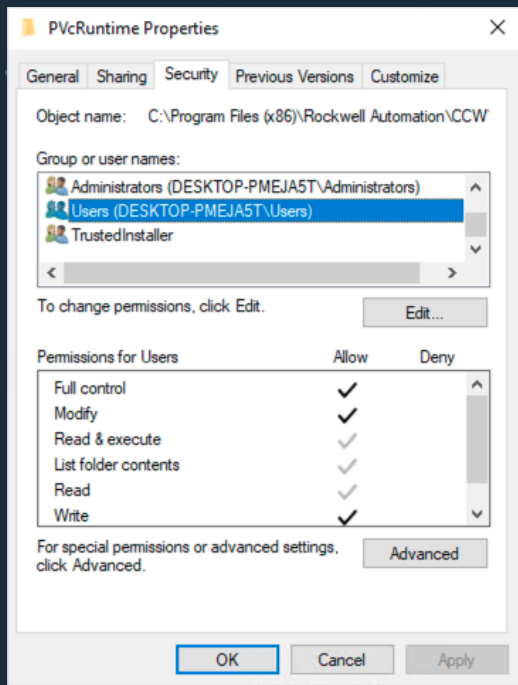 PVcRuntime Properties
General Sharing Security Previous Versions Customize
Object name: C:\Program Files (x86)\Rockwell Automation\CCW'
Group or user names:
Administrators (DESKTOP-PMEJA5T\Administrators)
Users (DESKTOP-PMEJA5T\Users)
TrustedInstaller
To change permissions, click Edit.
Edit...
Permissions for Users Allow Deny
Full control
Modify
Read & execute
List folder contents
Read
Write
For special permissions or advanced settings,
click Advanced.
Advanced
OK Cancel Apply